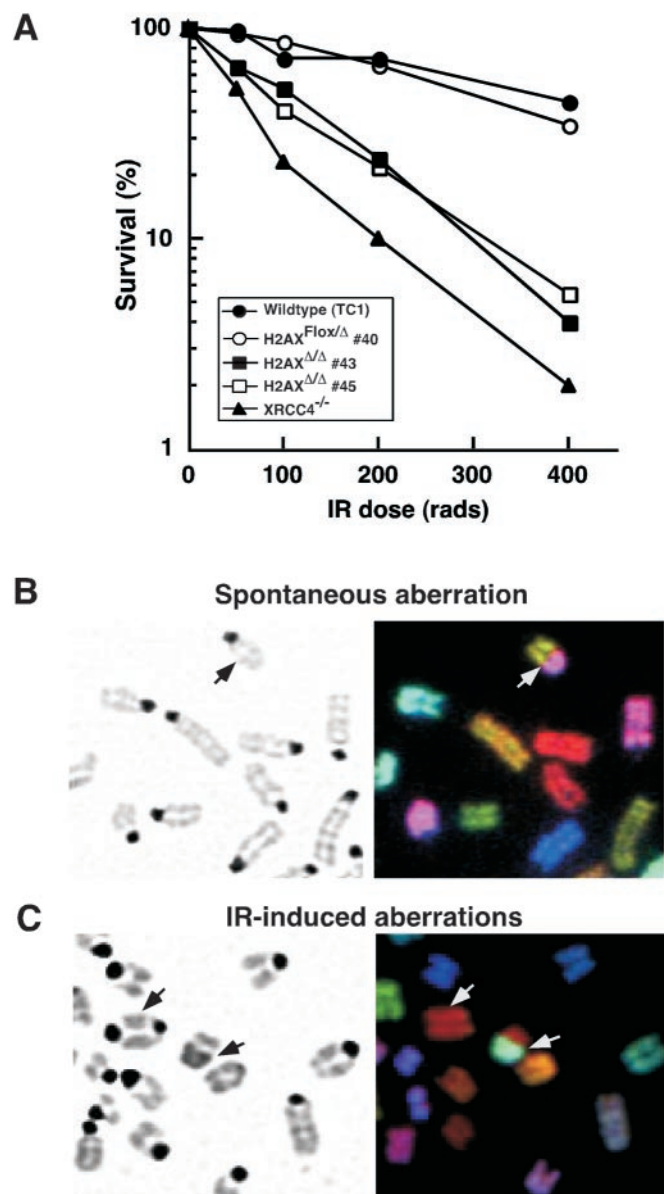 A
Survival (%)
100
10
1
Wildtype (TC1)
H2AX^Flox/Δ #40
H2AX^Δ/Δ #43
H2AX^Δ/Δ #45
XRCC4^-/-
0 100 200 300 400
IR dose (rads)
B Spontaneous aberration
C IR-induced aberrations